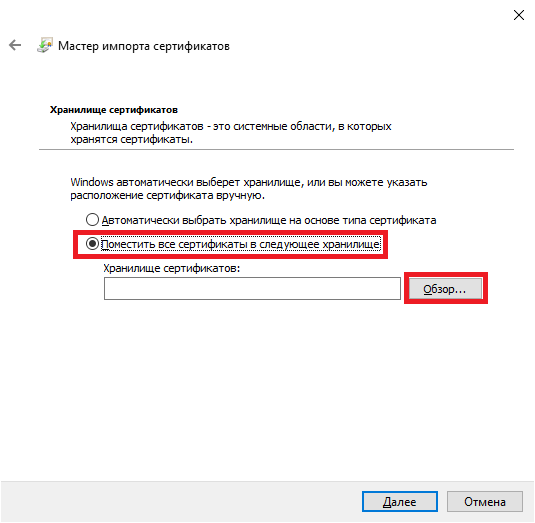 Мастер импорта сертификатов
Хранилище сертификатов
Хранилища сертификатов - это системные области, в которых
хранятся сертификаты.
Windows автоматически выберет хранилище, или вы можете указать
расположение сертификата вручную.
Автоматически выбрать хранилище на основе типа сертификата
Поместить все сертификаты в следующее хранилище
Хранилище сертификатов:
Обзор...
Далее
Отмена